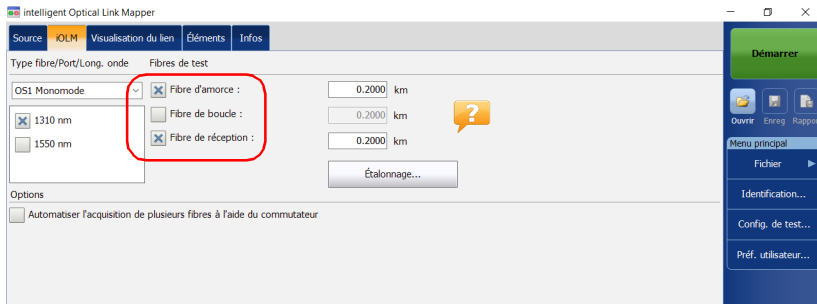 intelligent Optical Link Mapper
Source iOLM Visualisation du lien Éléments Infos
Type fibre/Port/Long. onde Fibres de test
OS1 Monomode
1310 nm
1550 nm
Fibre d'amorce : 0.2000 km
Fibre de boucle : 0.2000 km
Fibre de réception : 0.2000 km
?
Étalonnage...
Options
Automatiser l'acquisition de plusieurs fibres à l'aide du commutateur
Démarrer
Ouvrir Enreg Rappor
Menu principal
Fichier
Identification...
Config. de test...
Préf. utilisateur...